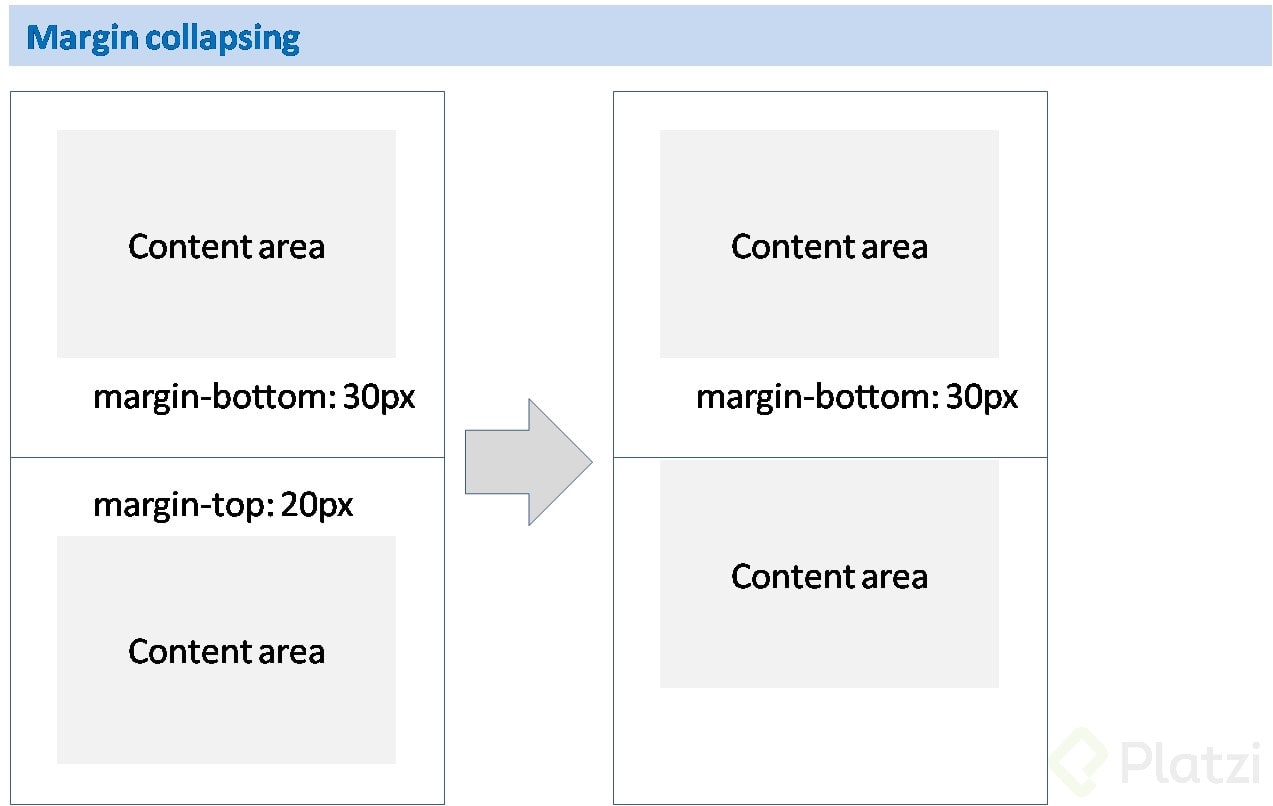 Margin collapsing
Content area
margin-bottom: 30px
margin-top: 20px
Content area
Content area
margin-bottom: 30px
Content area
Platzi